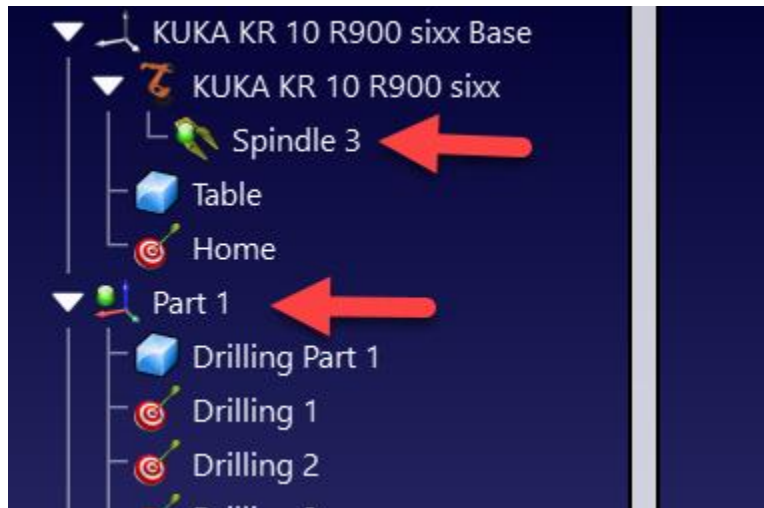 KUKA KR 10 R900 sixx Base
KUKA KR 10 R900 sixx
Spindle 3
Table
Home
Part 1
Drilling Part 1
Drilling 1
Drilling 2